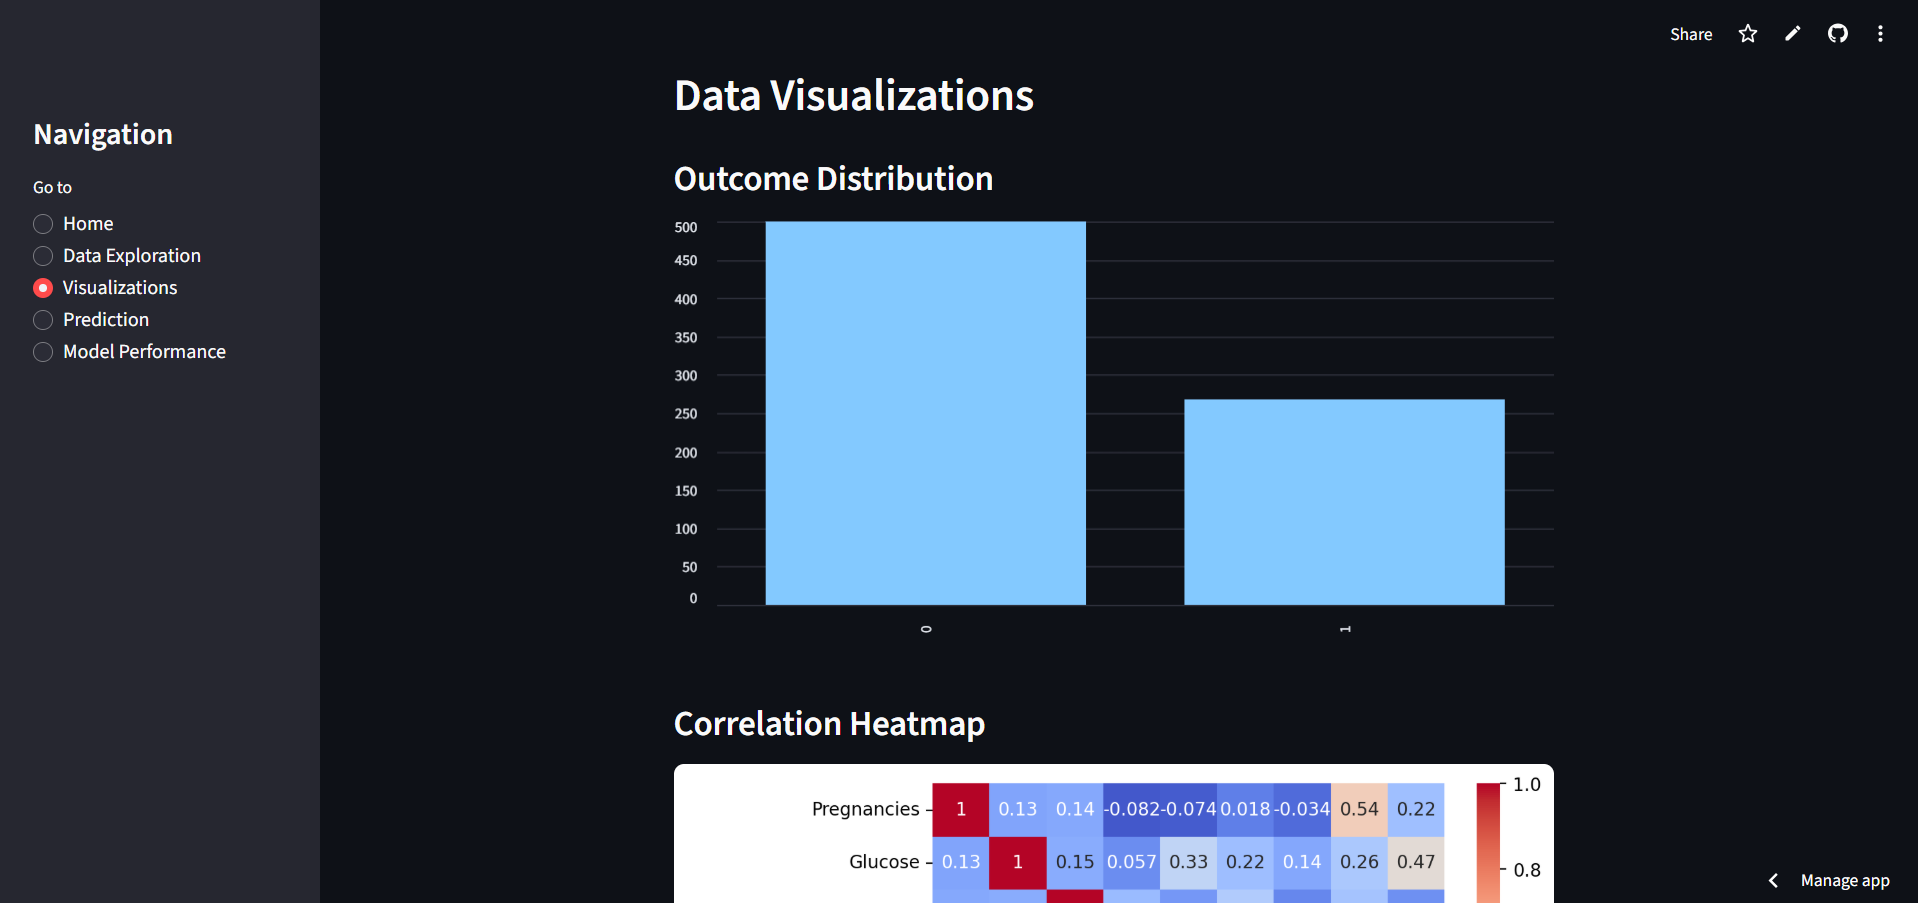 Share
Navigation
Go to
Home
Data Exploration
Visualizations
Prediction
Model Performance
Data Visualizations
Outcome Distribution
500
450
400
350
300
250
200
150
100
50
0
0
1
Correlation Heatmap
Pregnancies 1 0.13 0.14 -0.082 -0.074 0.018 -0.034 0.54 0.22
Glucose 0.13 1 0.15 0.057 0.33 0.22 0.14 0.26 0.47
1.0
0.8
Manage app